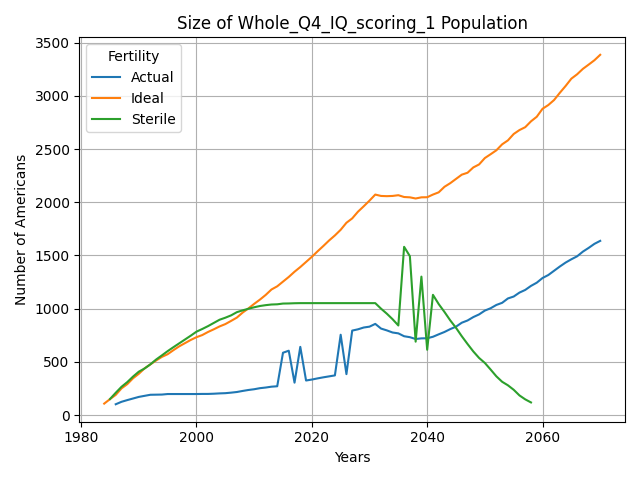 Size of Whole_Q4_IQ_scoring_1 Population
Number of Americans
3500
3000
2500
2000
1500
1000
500
0
Fertility
Actual
Ideal
Sterile
1980
2000
2020
2040
2060
Years